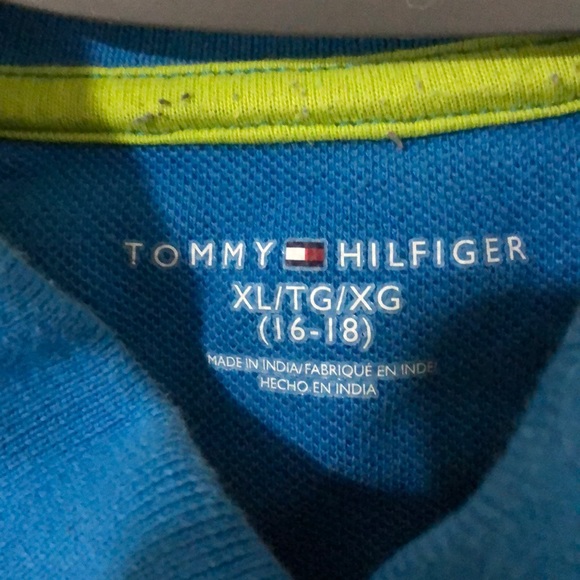 TOMMY HILFIGER
XL/TG/XG
(16-18)
MADE IN INDIA/FABRIQUÉ EN INDE
HECHO EN INDIA